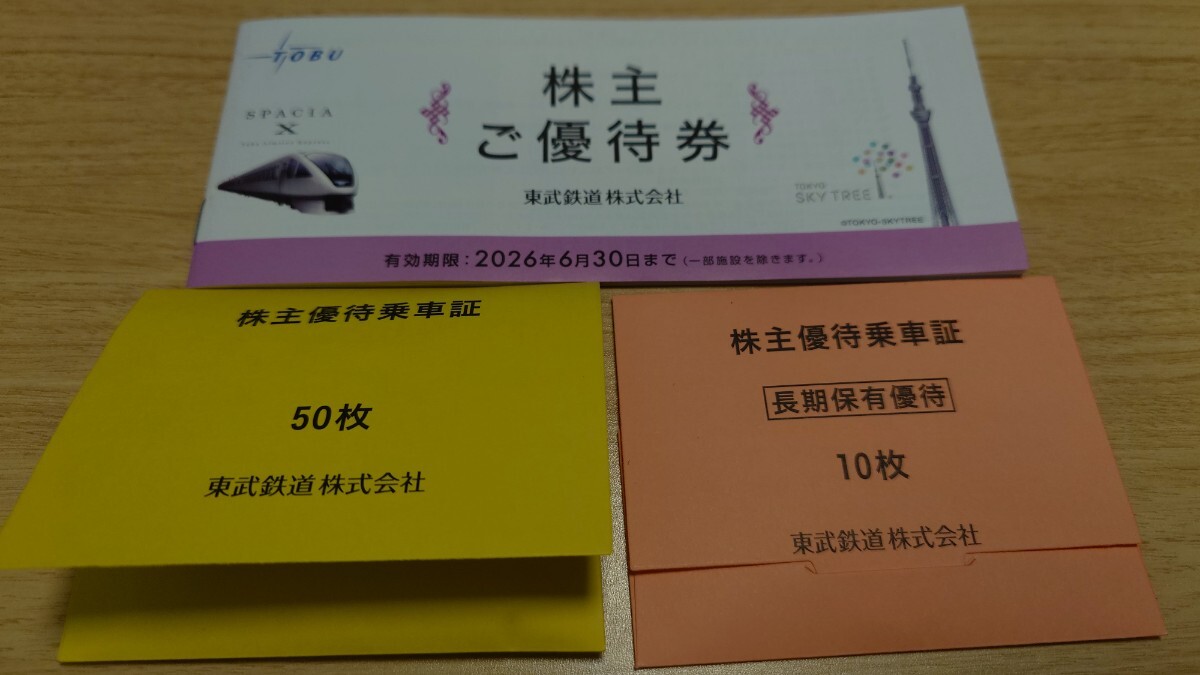 TOBU
SPACIA
X
株主
ご優待券
東武鉄道株式会社
TOKYO-
SKY TREE
©TOKYO-SKYTREE
有効期限：2026年6月30日まで（一部施設を除きます。）
株主優待乗車証
50枚
東武鉄道株式会社
株主優待乗車証
長期保有優待
10枚
東武鉄道株式会社